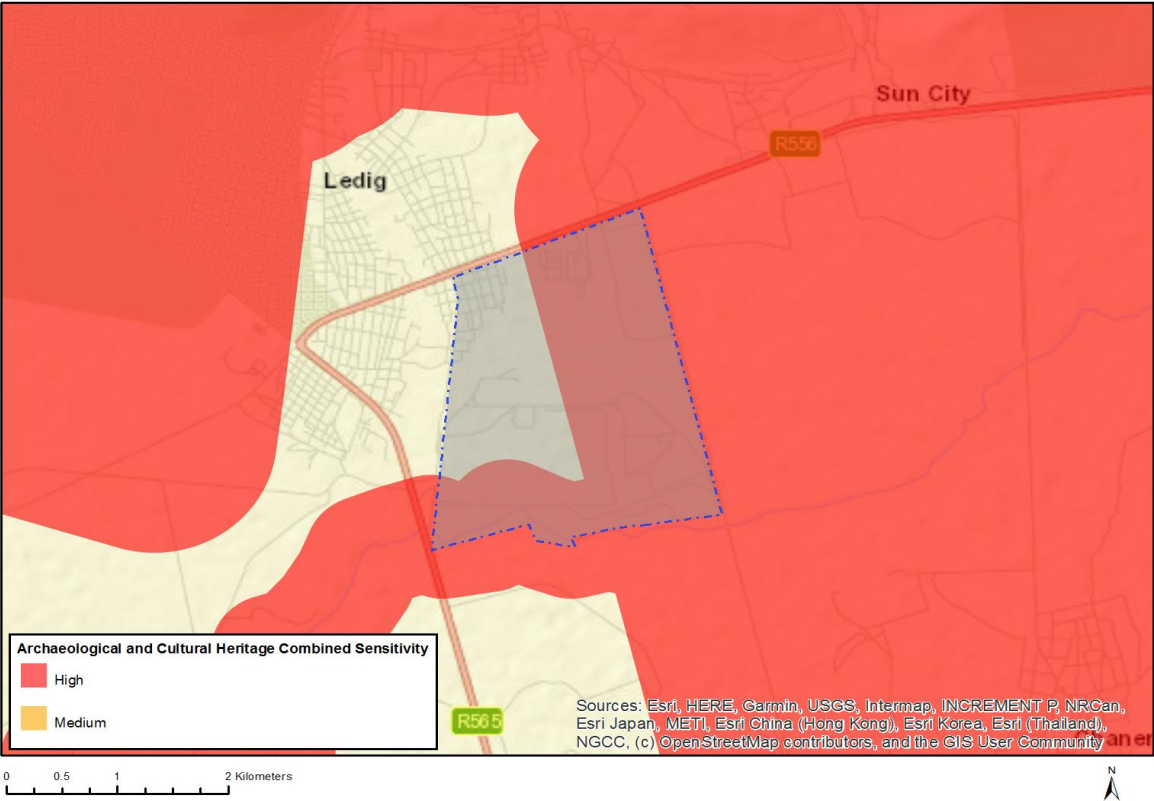 Sun City
R556
Ledig
Archaeological and Cultural Heritage Combined Sensitivity
High
Medium
R565
Sources: Esri, HERE, Garmin, USGS, Intermap, INCREMENT P, NRCan,
Esri Japan, METI, Esri China (Hong Kong), Esri Korea, Esri (Thailand),
NGCC, (c) OpenStreetMap contributors, and the GIS User Community
0 0.5 1 2 Kilometers
N